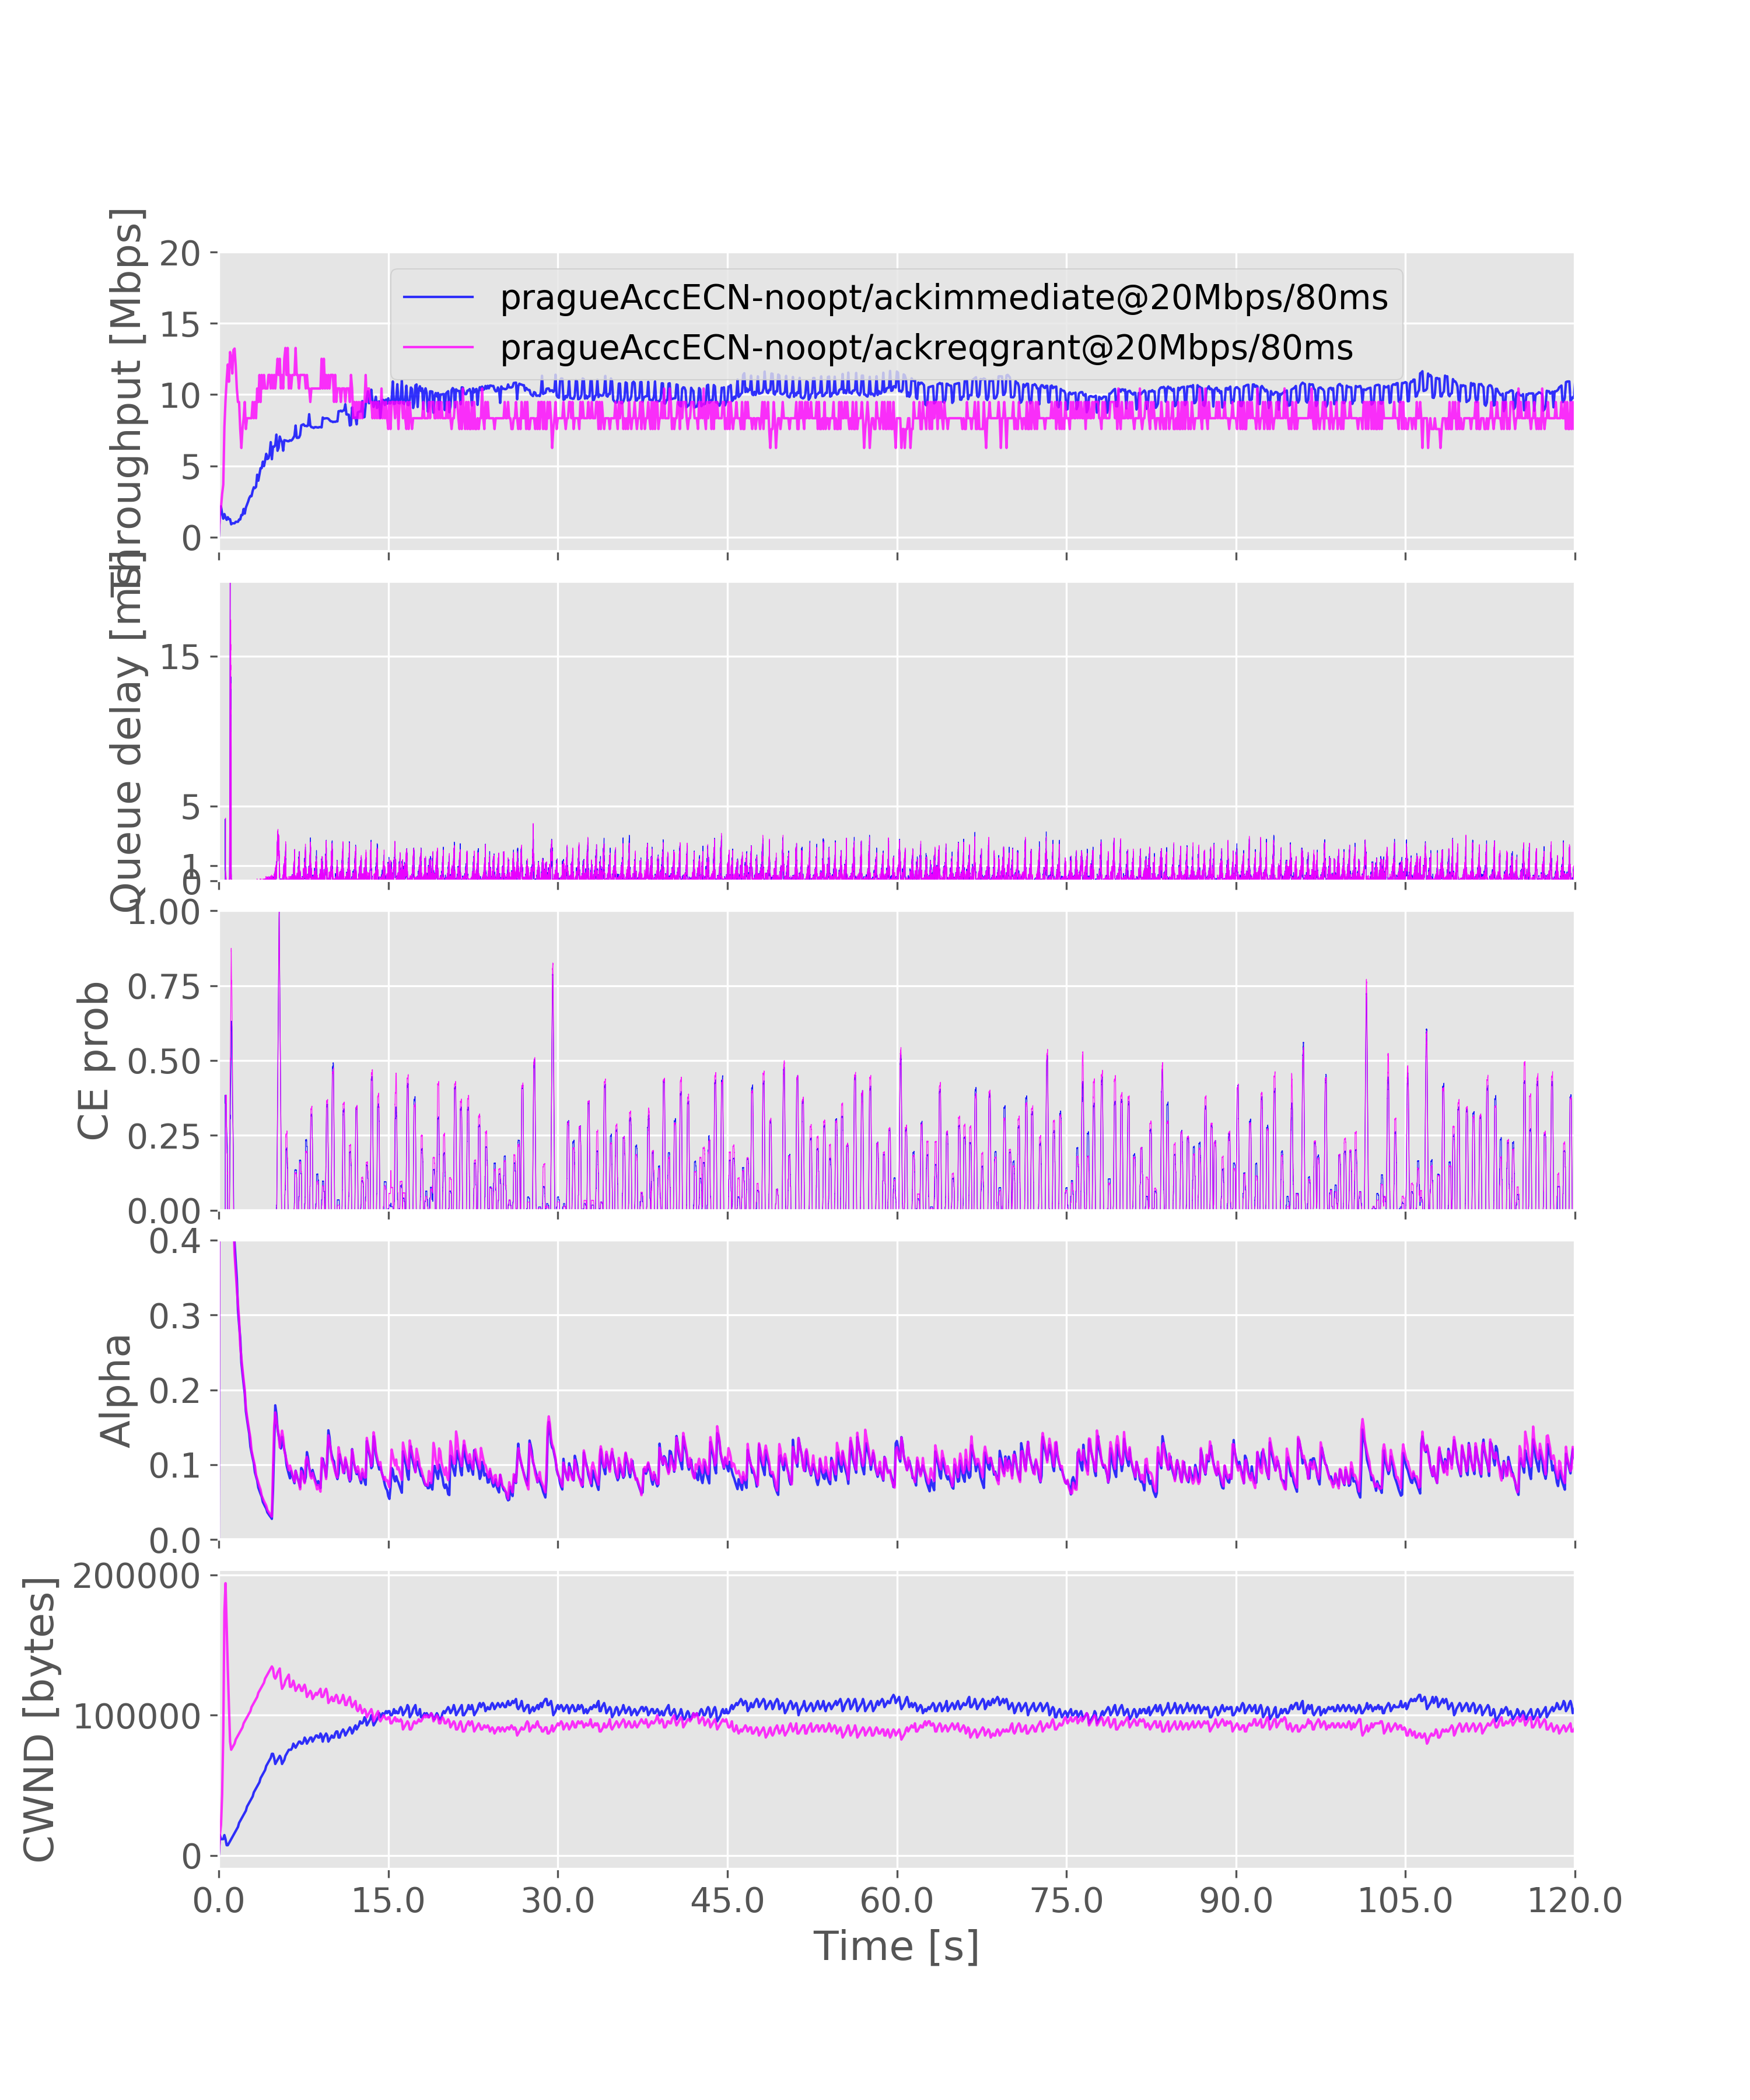 Throughput [Mbps]
20
15
10
5
0
pragueAccECN-noopt/ackimmediate@20Mbps/80ms
pragueAccECN-noopt/ackreqgrant@20Mbps/80ms
Queue delay [ms]
15
5
1
0
CE prob
1.00
0.75
0.50
0.25
0.00
Alpha
0.4
0.3
0.2
0.1
0.0
CWND [bytes]
200000
100000
0
0.0 15.0 30.0 45.0 60.0 75.0 90.0 105.0 120.0
Time [s]